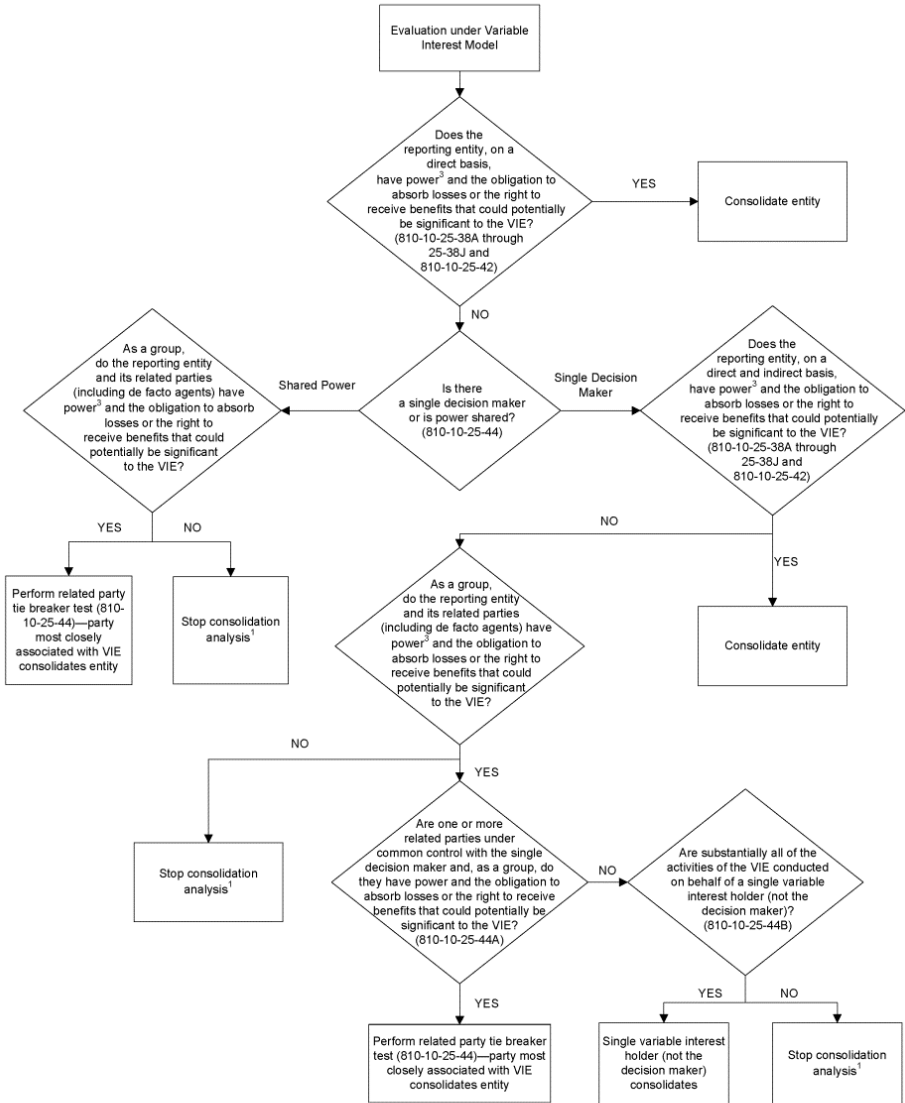 Evaluation under Variable
Interest Model
Does the
reporting entity, on a
direct basis,
have power³ and the obligation to
absorb losses or the right to
receive benefits that could potentially
be significant to the VIE?
(810-10-25-38A through
25-38J and
810-10-25-42)
YES
Consolidate entity
NO
As a group,
do the reporting entity
and its related parties
(including de facto agents) have
power³ and the obligation to absorb
losses or the right to
receive benefits that could
potentially be significant
to the VIE?
Shared Power
Is there
a single decision maker
or is power shared?
(810-10-25-44)
Single Decision
Maker
Does the
reporting entity, on a
direct and indirect basis,
have power³ and the obligation to
absorb losses or the right to
receive benefits that could potentially
be significant to the VIE?
(810-10-25-38A through
25-38J and
810-10-25-42)
YES
NO
Perform related party
tie breaker test (810-
10-25-44)—party
most closely
associated with VIE
consolidates entity
Stop consolidation
analysis¹
NO
YES
As a group,
do the reporting entity
and its related parties
(including de facto agents) have
power³ and the obligation to
absorb losses or the right to
receive benefits that could
potentially be significant
to the VIE?
Consolidate entity
NO
YES
Stop consolidation
analysis¹
Are one or more
related parties under
common control with the single
decision maker and, as a group, do
they have power and the obligation to
absorb losses or the right to receive
benefits that could potentially be
significant to the VIE?
(810-10-25-44A)
NO
Are substantially all of the
activities of the VIE conducted
on behalf of a single variable
interest holder (not the
decision maker)?
(810-10-25-44B)
YES
Perform related party tie breaker
test (810-10-25-44)—party most
closely associated with VIE
consolidates entity
YES
NO
Single variable interest
holder (not the
decision maker)
consolidates
Stop consolidation
analysis¹